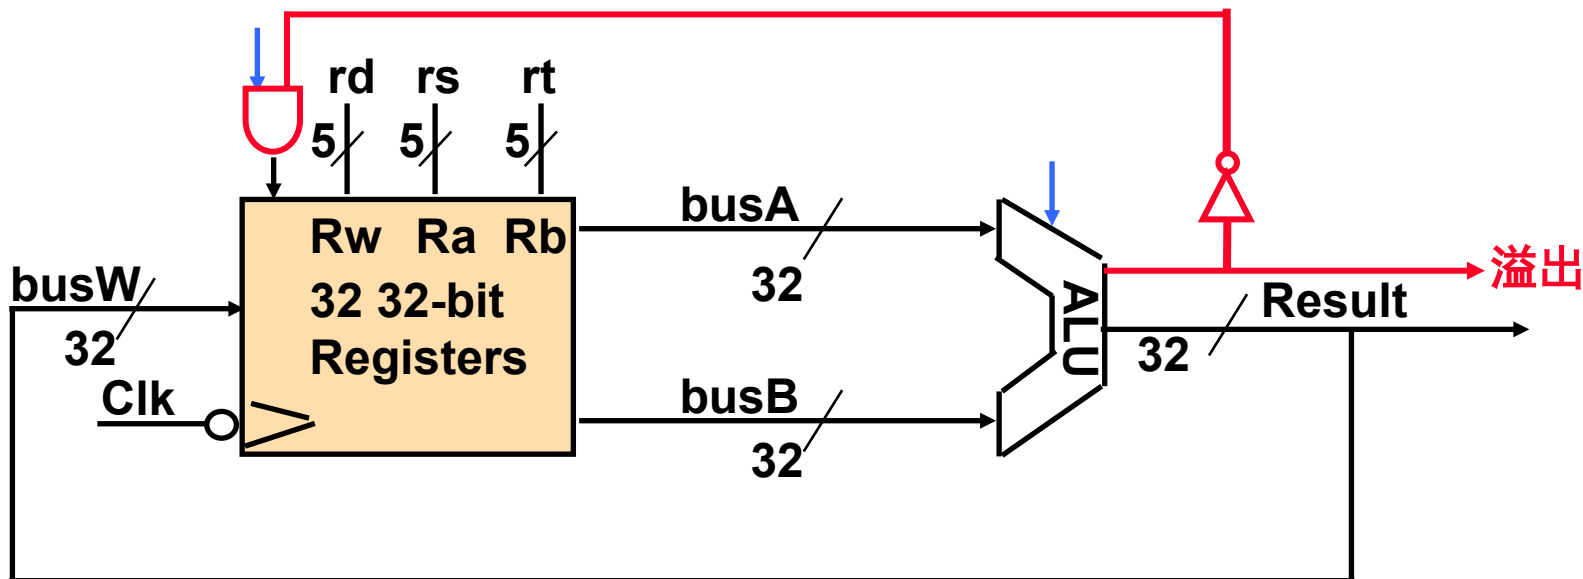 rd rs rt
5 5 5
busA
32
Rw Ra Rb
32 32-bit
Registers
busW
32
Clk
busB
32
ALU
溢出
Result
32